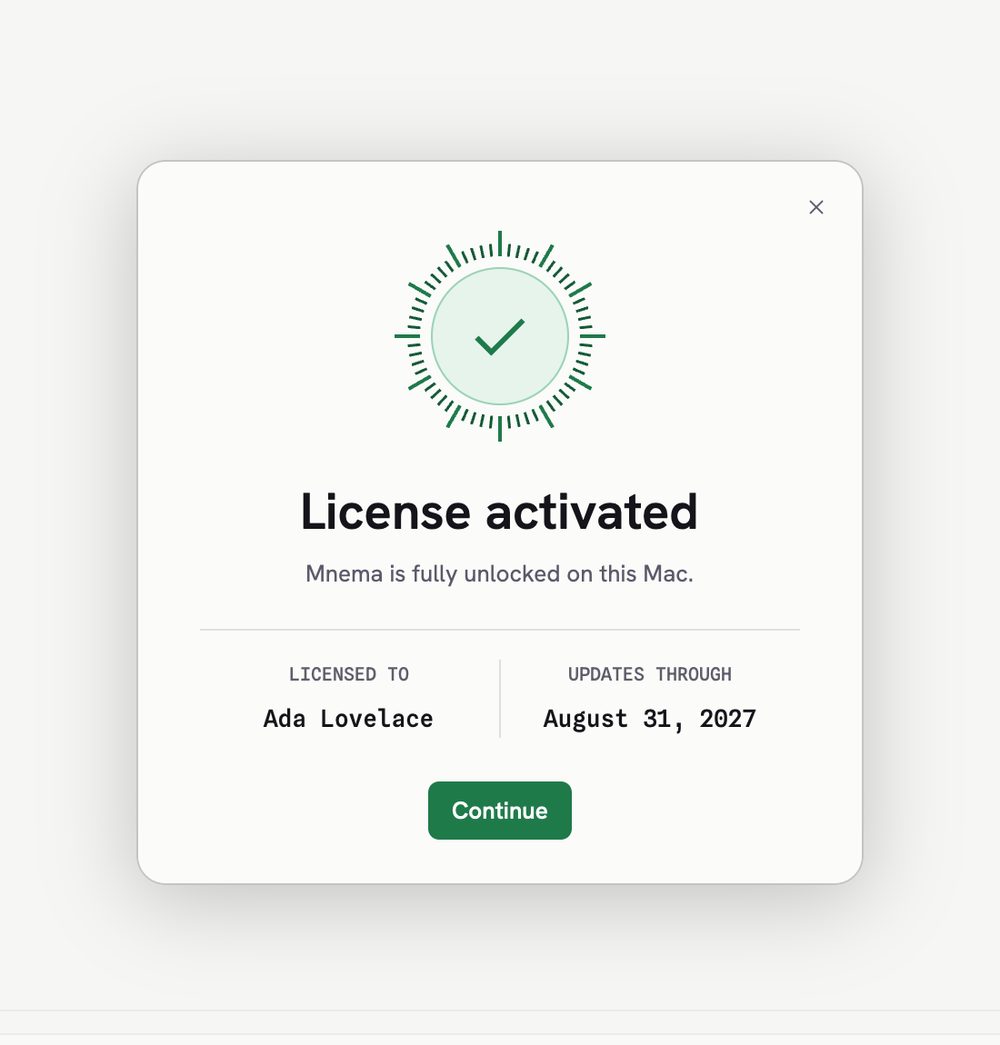 License activated
Mnema is fully unlocked on this Mac.
LICENSED TO
Ada Lovelace
UPDATES THROUGH
August 31, 2027
Continue